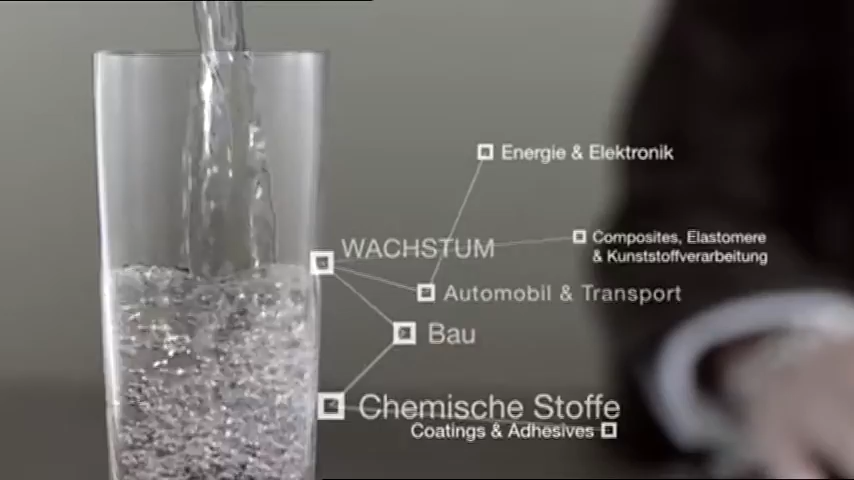 Energie & Elektronik
WACHSTUM
Composites, Elastomere
& Kunststoffverarbeitung
Automobil & Transport
Bau
Chemische Stoffe
Coatings & Adhesives